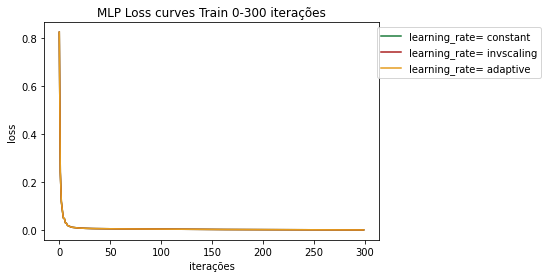 MLP Loss curves Train 0-300 iterações
learning_rate= constant
learning_rate= invscaling
learning_rate= adaptive
loss
0.8
0.6
0.4
0.2
0.0
0 50 100 150 200 250 300
iterações